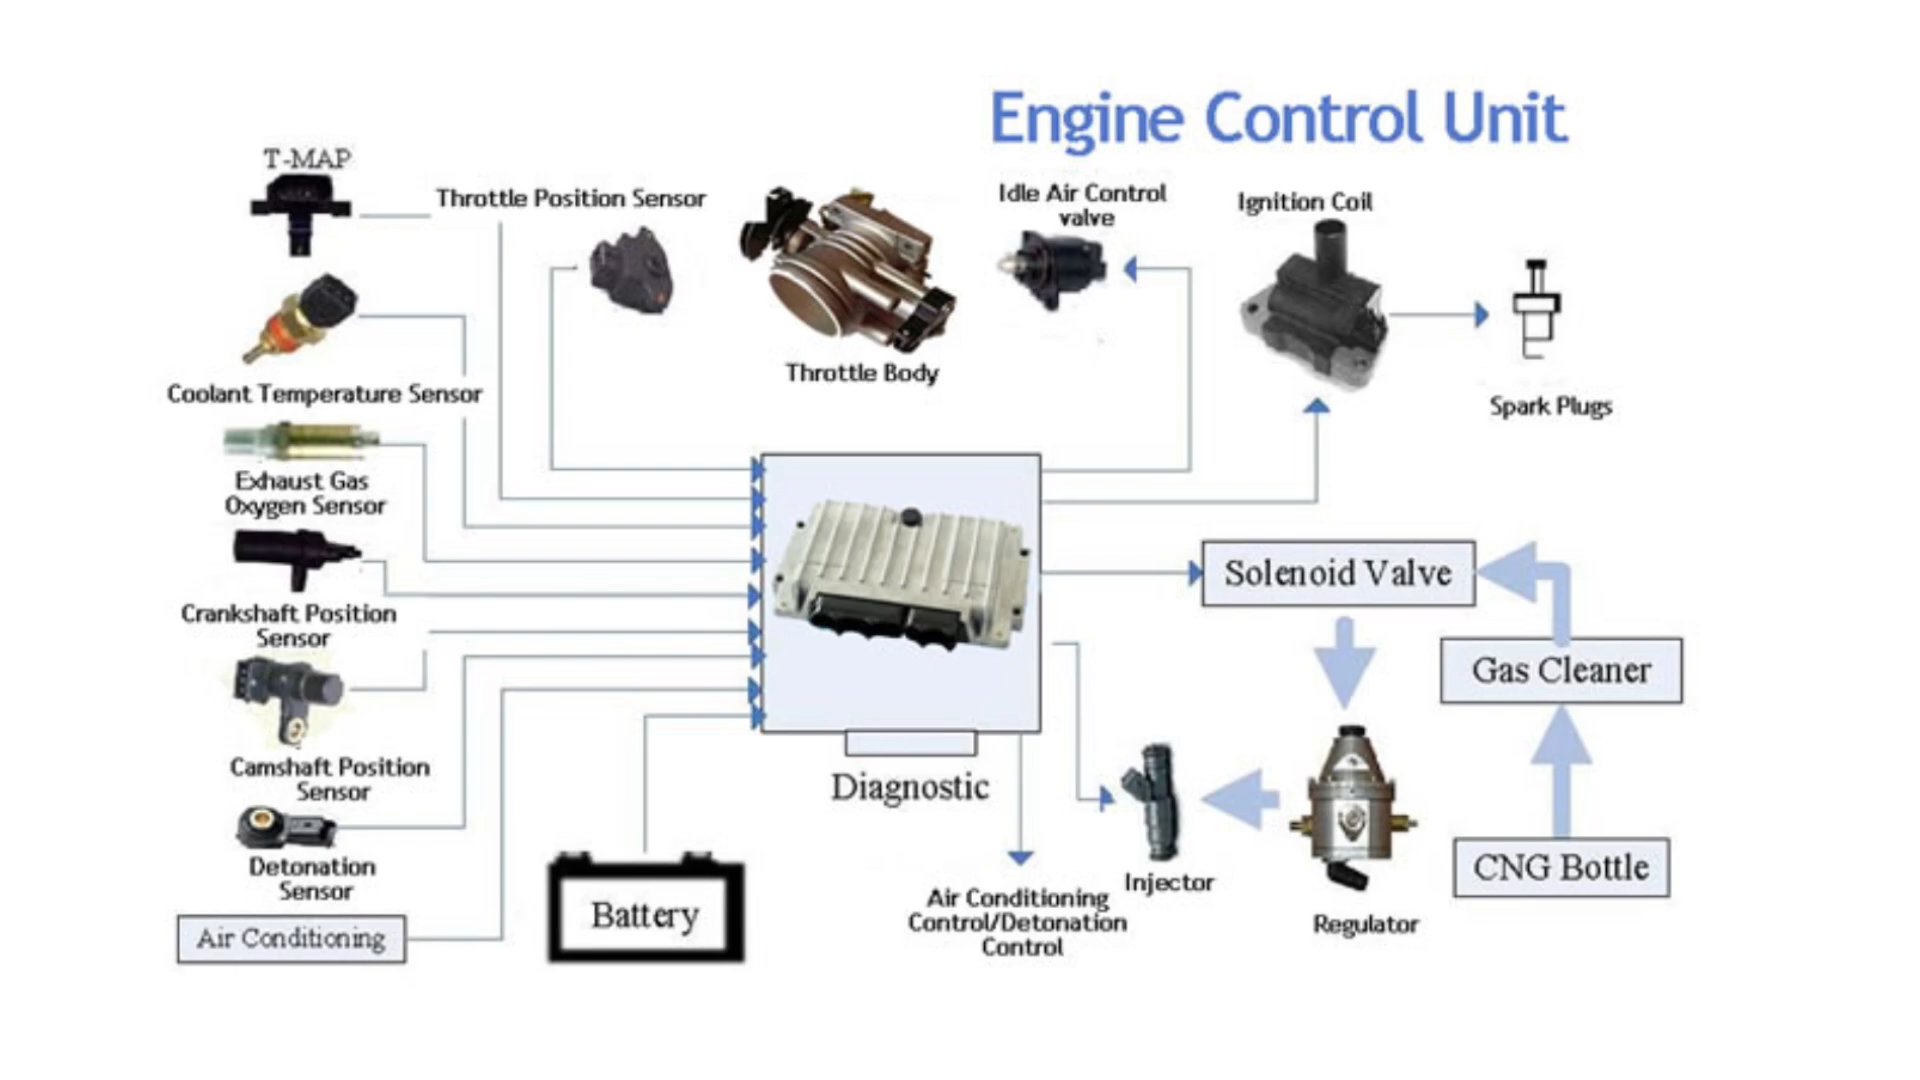 Engine Control Unit
T-MAP
Throttle Position Sensor
Idle Air Control
valve
Ignition Coil
Throttle Body
Coolant Temperature Sensor
Spark Plugs
Exhaust Gas
Oxygen Sensor
Solenoid Valve
Crankshaft Position
Sensor
Gas Cleaner
Camshaft Position
Sensor
Diagnostic
Detonation
Sensor
CNG Bottle
Injector
Air Conditioning
Control/Detonation
Control
Battery
Regulator
Air Conditioning